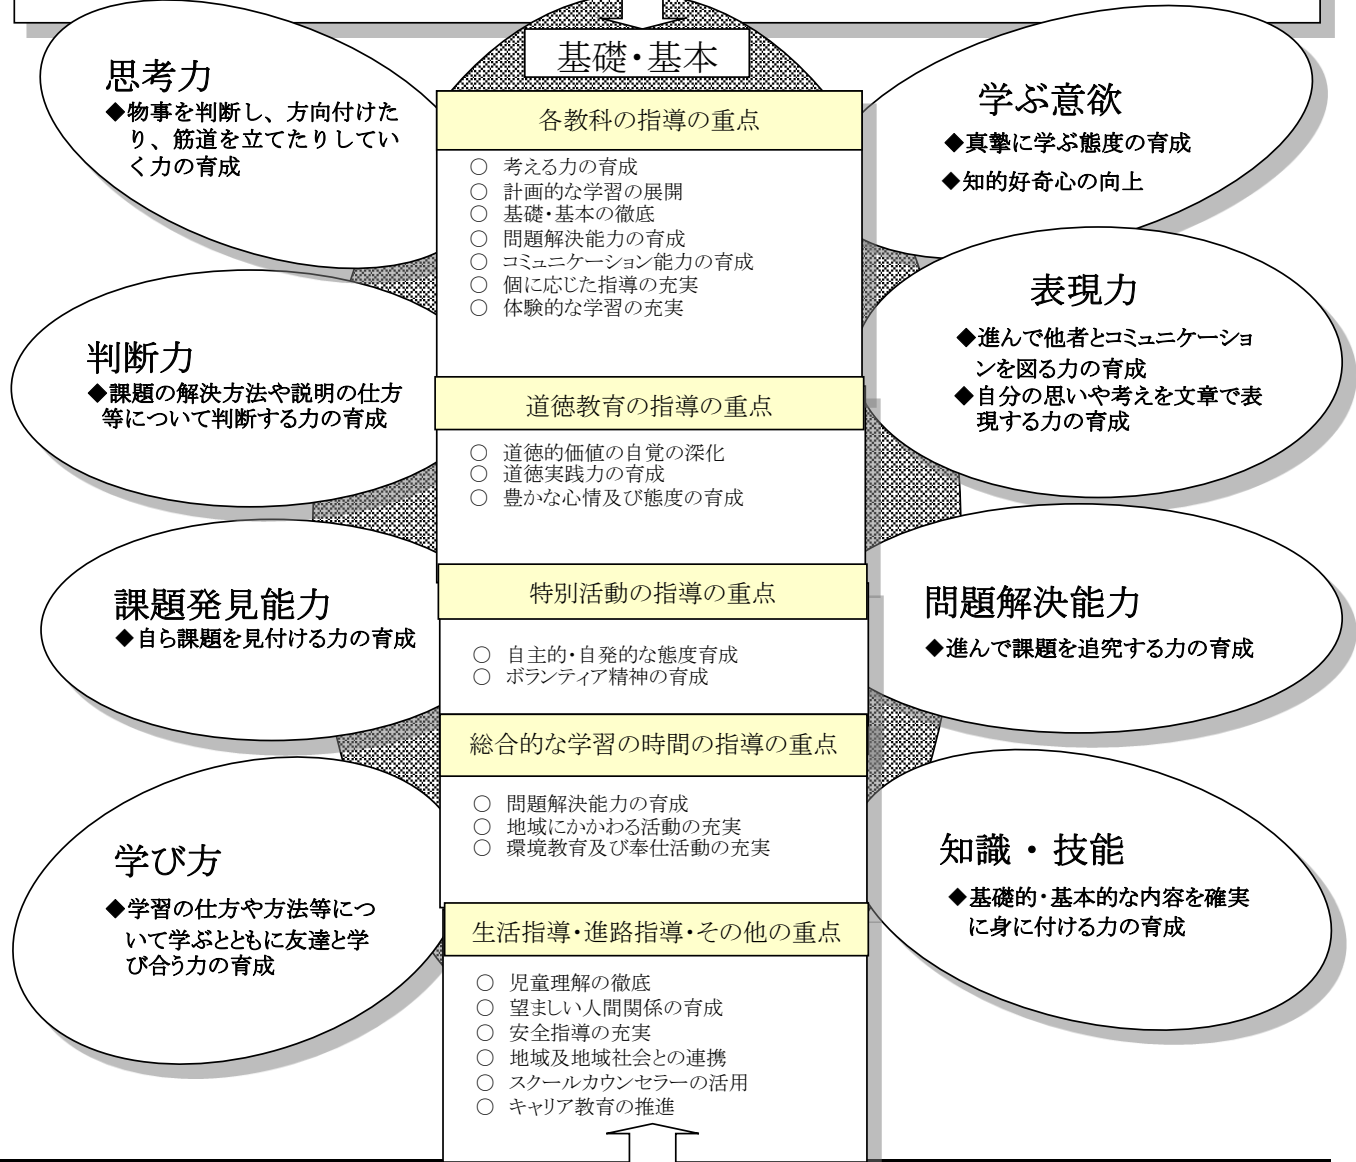 基礎・基本
思考力
◆物事を判断し、方向付けた
り、筋道を立てたりしてい
く力の育成
判断力
◆課題の解決方法や説明の仕方
等について判断する力の育成
課題発見能力
◆自ら課題を見付ける力の育成
学び方
◆学習の仕方や方法等につ
いて学ぶとともに友達と学
び合う力の育成
各教科の指導の重点
○ 考える力の育成
○ 計画的な学習の展開
○ 基礎・基本の徹底
○ 問題解決能力の育成
○ コミュニケーション能力の育成
○ 個に応じた指導の充実
○ 体験的な学習の充実
道徳教育の指導の重点
○ 道徳的価値の自覚の深化
○ 道徳実践力の育成
○ 豊かな心情及び態度の育成
特別活動の指導の重点
○ 自主的・自発的な態度育成
○ ボランティア精神の育成
総合的な学習の時間の指導の重点
○ 問題解決能力の育成
○ 地域にかかわる活動の充実
○ 環境教育及び奉仕活動の充実
生活指導・進路指導・その他の重点
○ 児童理解の徹底
○ 望ましい人間関係の育成
○ 安全指導の充実
○ 地域及地域社会との連携
○ スクールカウンセラーの活用
○ キャリア教育の推進
学ぶ意欲
◆真摯に学ぶ態度の育成
◆知的好奇心の向上
表現力
◆進んで他者とコミュニケーショ
ンを図る力の育成
◆自分の思いや考えを文章で表
現する力の育成
問題解決能力
◆進んで課題を追究する力の育成
知識・技能
◆基礎的・基本的な内容を確実
に身に付ける力の育成